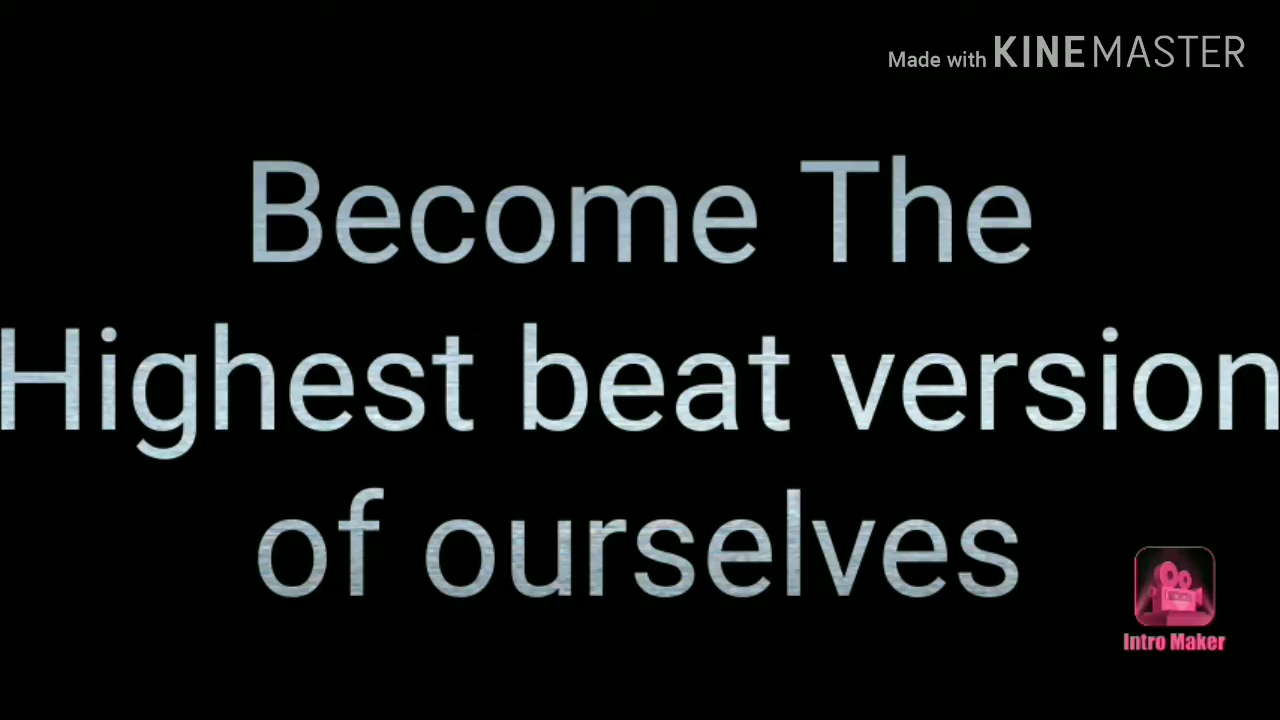 Made with KINEMASTER
Become The
Highest beat version
of ourselves
Intro Maker